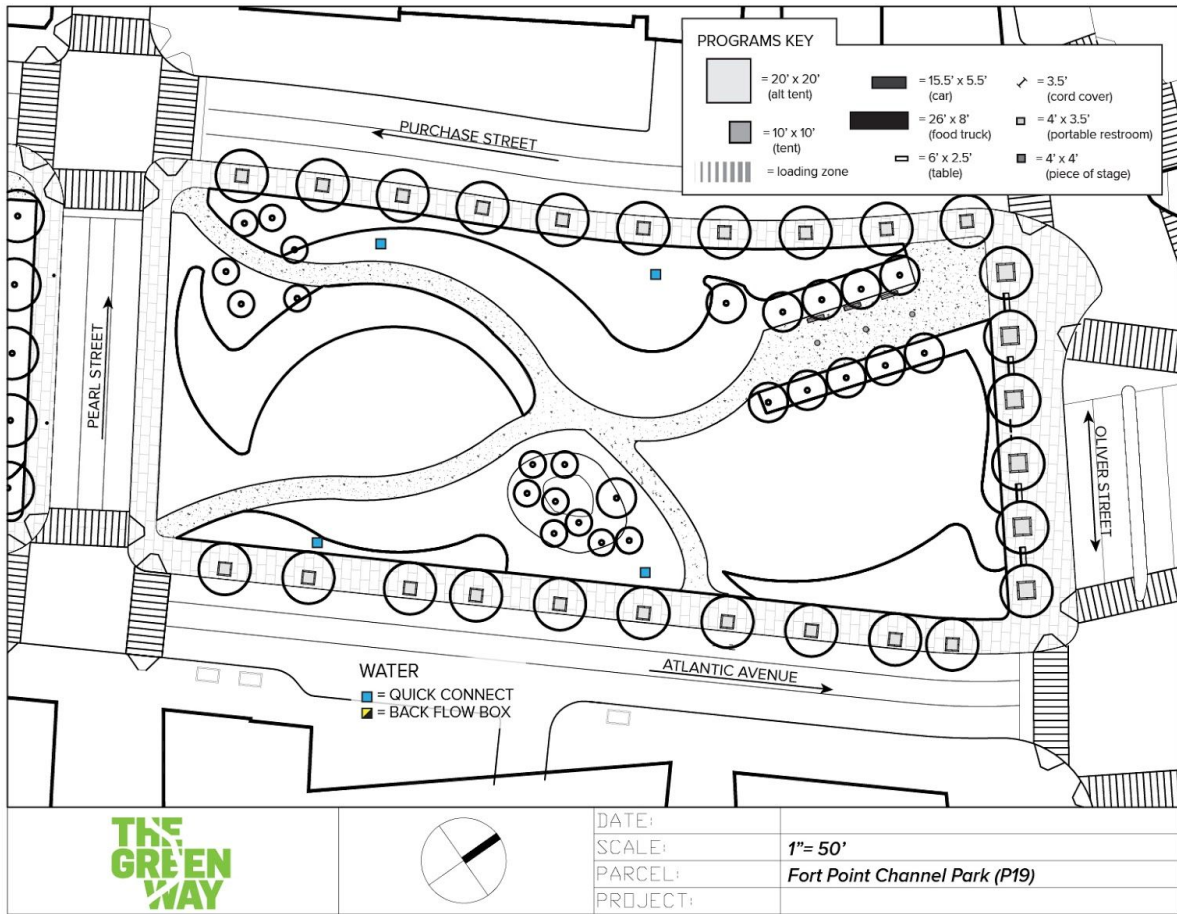 PROGRAMS KEY
= 20' x 20'
(alt tent)
= 10' x 10'
(tent)
= loading zone
= 15.5' x 5.5'
(car)
= 26' x 8'
(food truck)
= 6' x 2.5'
(table)
= 3.5'
(cord cover)
= 4' x 3.5'
(portable restroom)
= 4' x 4'
(piece of stage)
PURCHASE STREET
PEARL STREET
OLIVER STREET
ATLANTIC AVENUE
WATER
= QUICK CONNECT
= BACK FLOW BOX
THE
GREEN
WAY
DATE:
SCALE: 1"= 50'
PARCEL: Fort Point Channel Park (P19)
PROJECT: